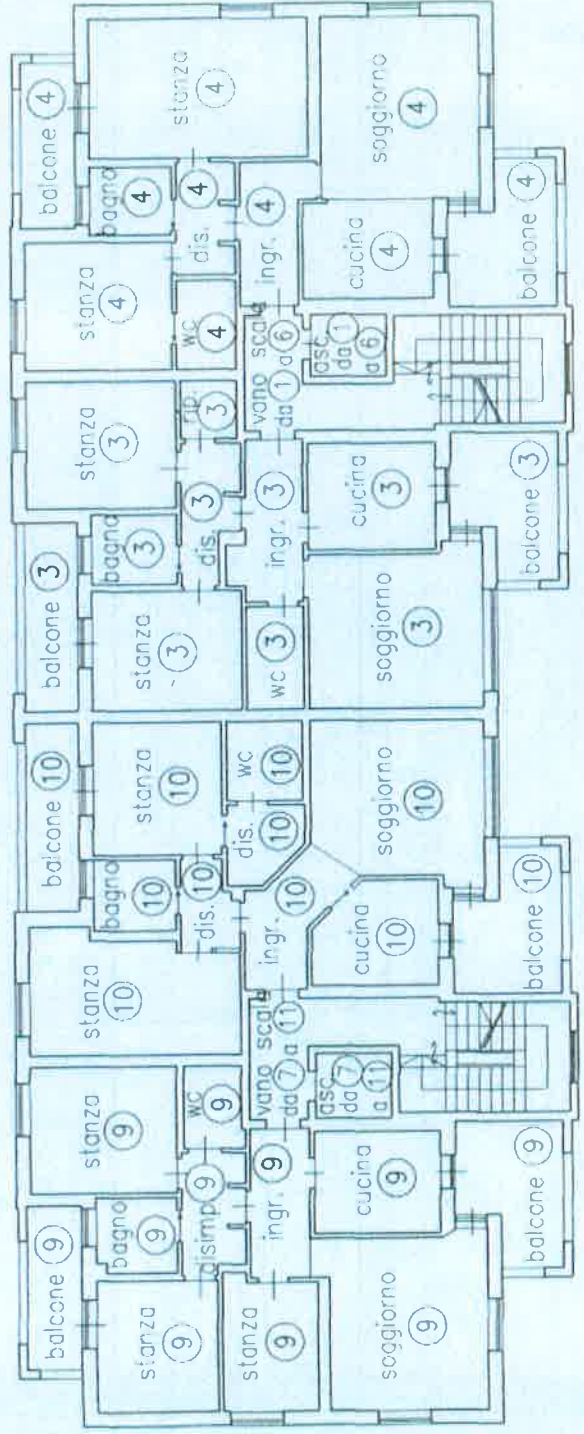 balcone 9
stanza 9
bagno 9
stanza 9
disimp 9
wc 9
stanza 9
ingr. 9
soggiorno 9
cucina 9
balcone 9
vano scala
da 7 a 11
asc.
da 7
a 11
stanza 10
bagno 10
balcone 10
stanza 10
dis. 10
dis. 10
wc 10
ingr. 10
cucina 10
soggiorno 10
balcone 10
balcone 3
stanza 3
bagno 3
stanza 3
dis. 3
rip. 3
wc 3
ingr. 3
soggiorno 3
cucina 3
balcone 3
vano scala
da 1 a 6
asc.
da 1
a 6
stanza 4
bagno 4
balcone 4
stanza 4
wc 4
dis. 4
ingr. 4
cucina 4
soggiorno 4
balcone 4